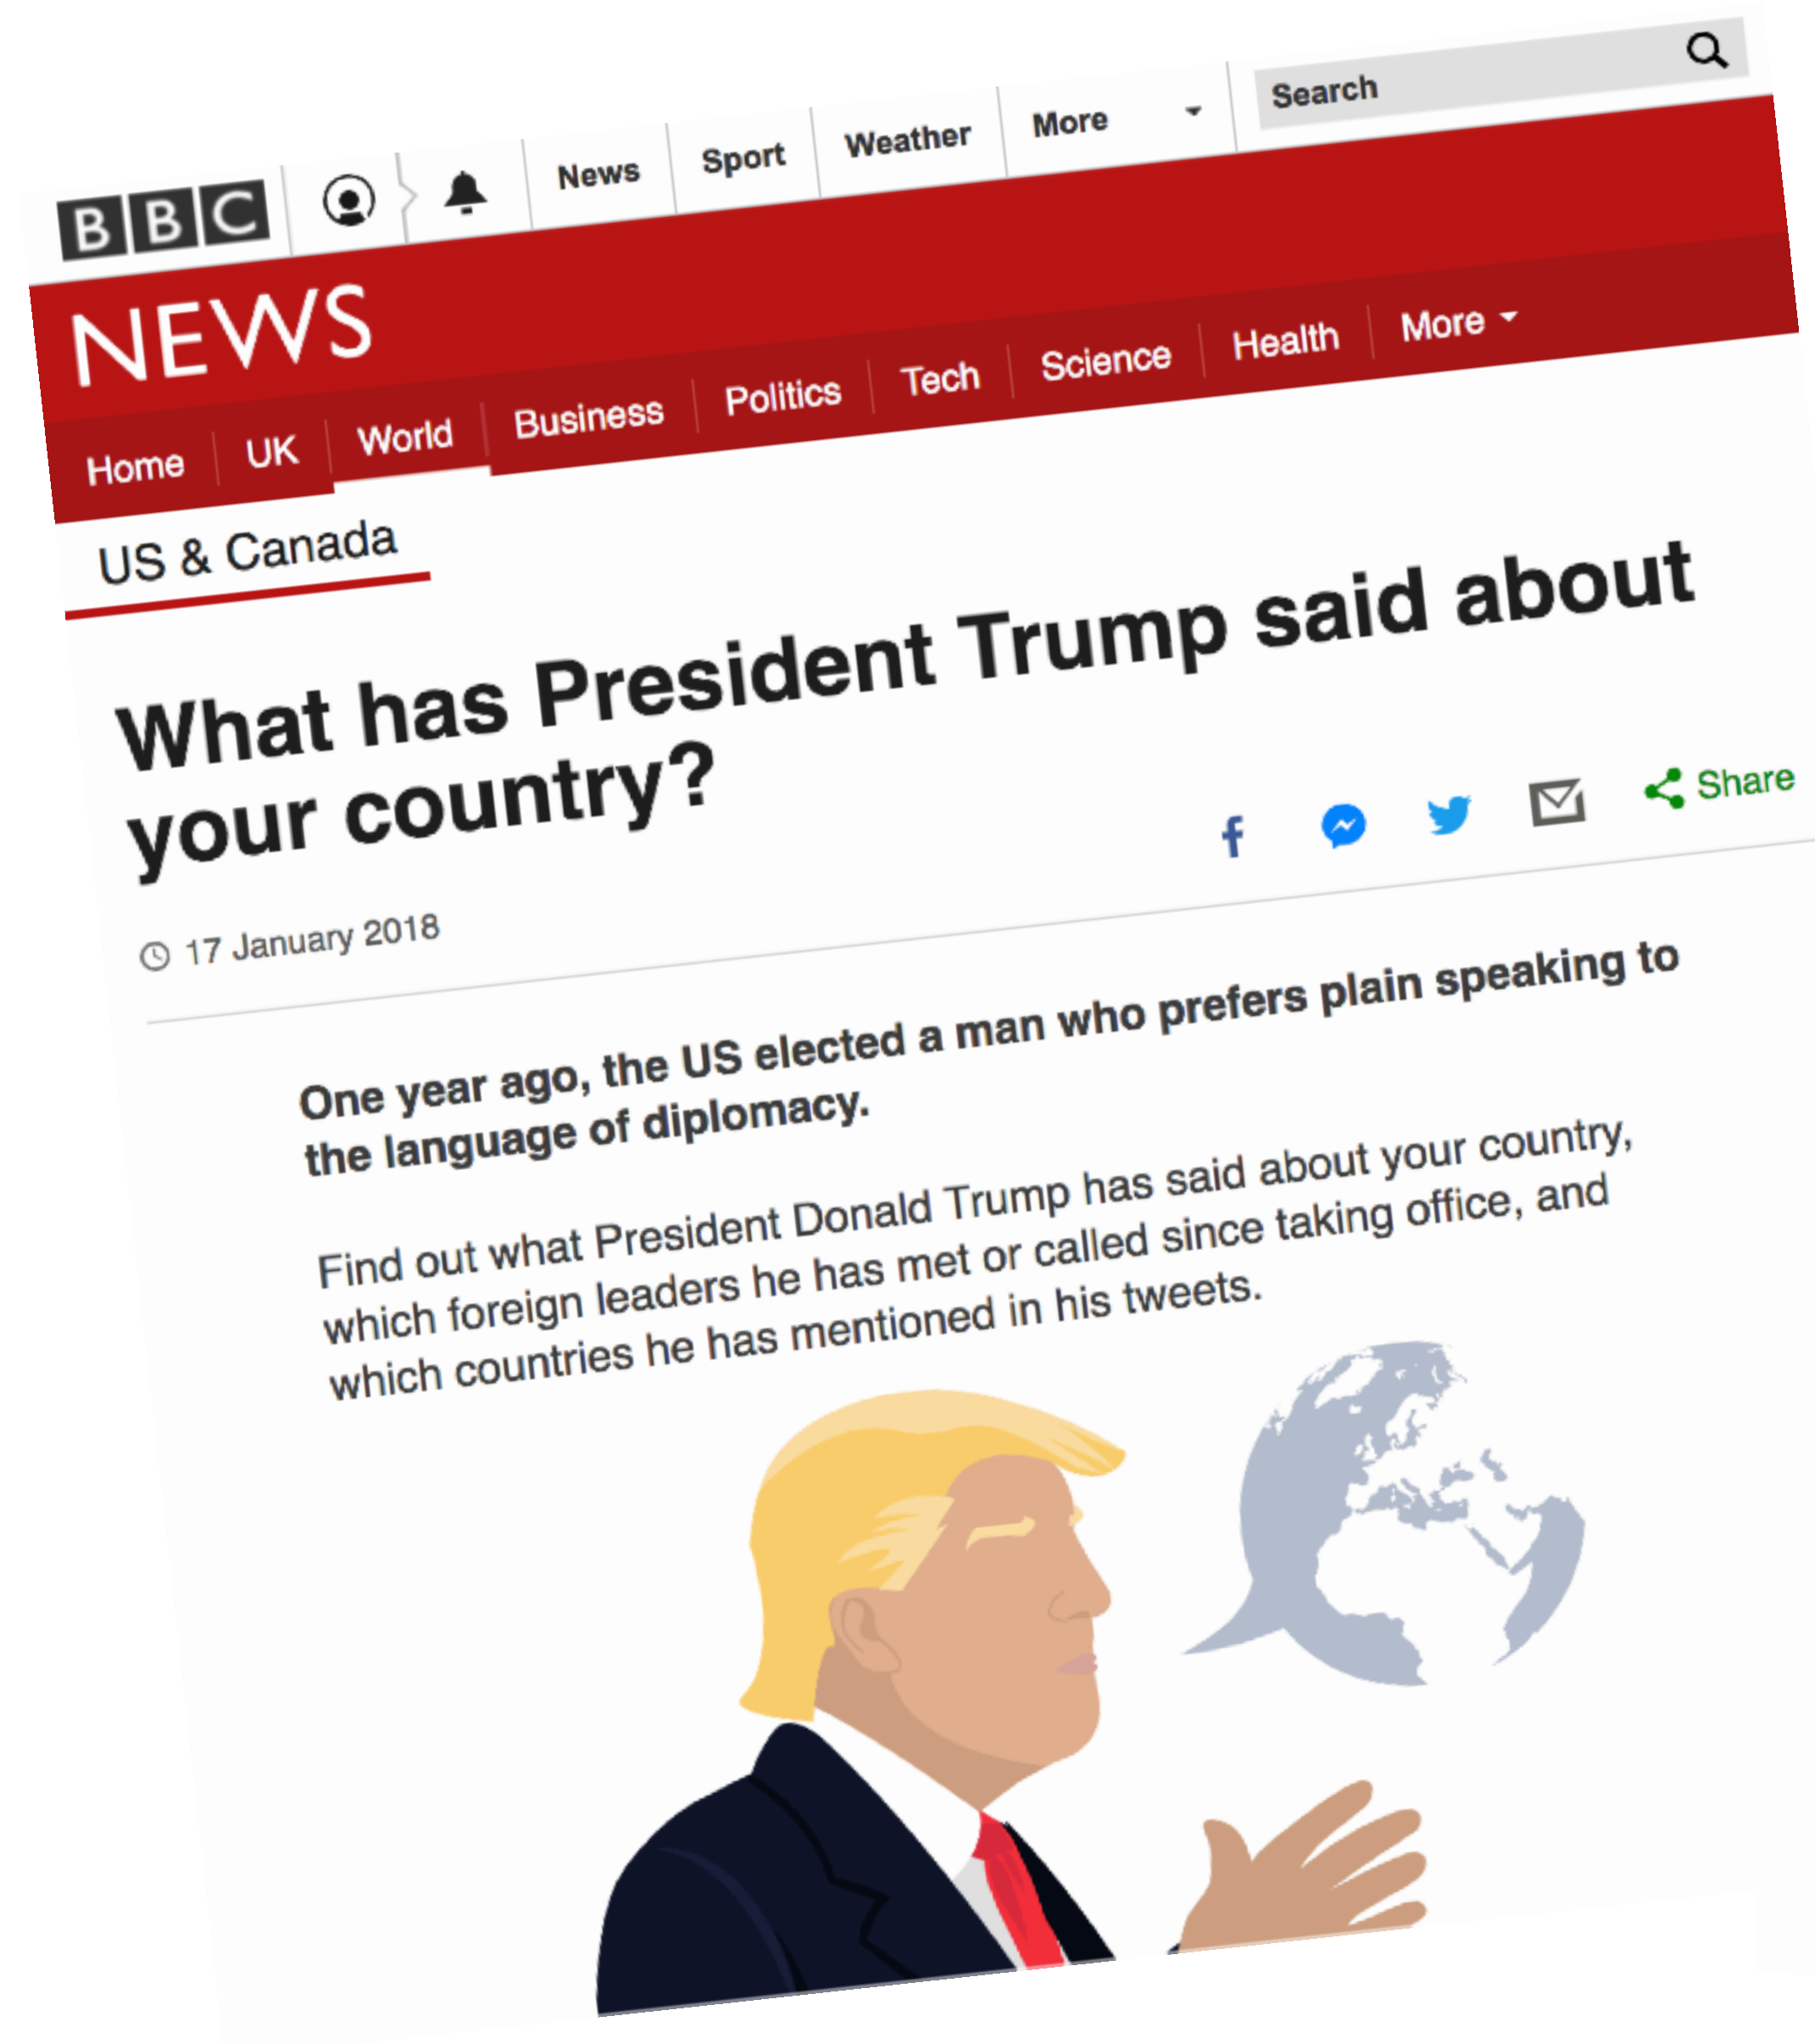 BBC News Sport Weather More Search
NEWS
Home UK World Business Politics Tech Science Health More
US & Canada
What has President Trump said about
your country?
Share
17 January 2018
One year ago, the US elected a man who prefers plain speaking to
the language of diplomacy.
Find out what President Donald Trump has said about your country,
which foreign leaders he has met or called since taking office, and
which countries he has mentioned in his tweets.